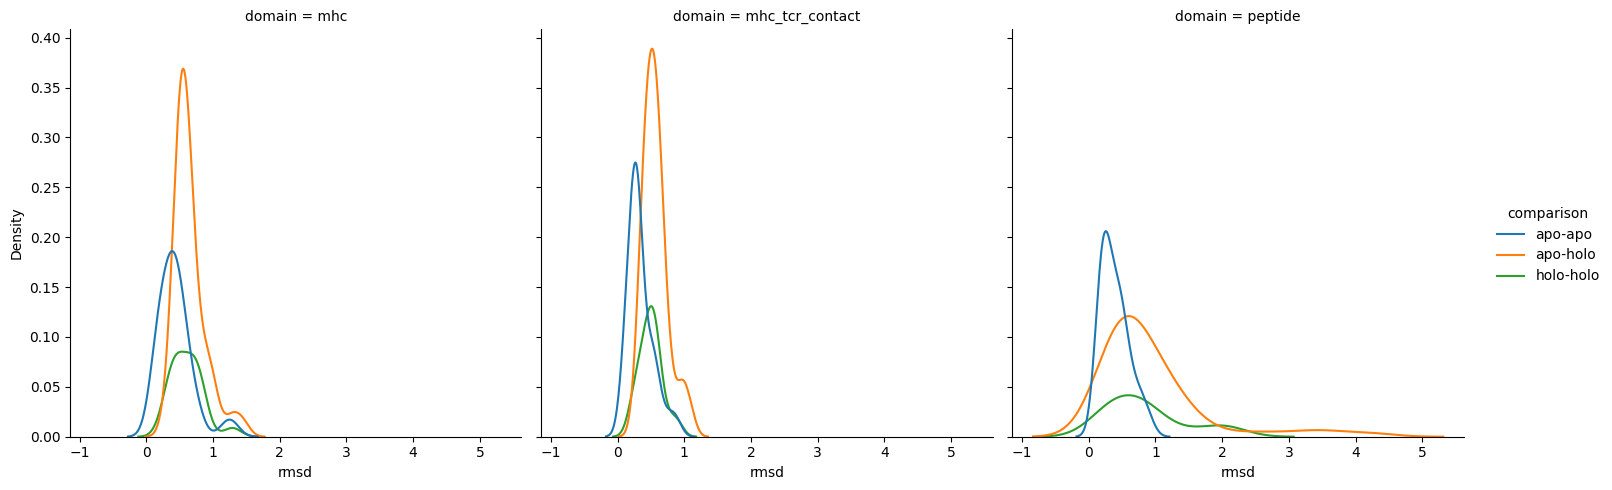 domain = mhc
domain = mhc_tcr_contact
domain = peptide
Density
0.40
0.35
0.30
0.25
0.20
0.15
0.10
0.05
0.00
−1 0 1 2 3 4 5
−1 0 1 2 3 4 5
−1 0 1 2 3 4 5
rmsd
rmsd
rmsd
comparison
apo-apo
apo-holo
holo-holo